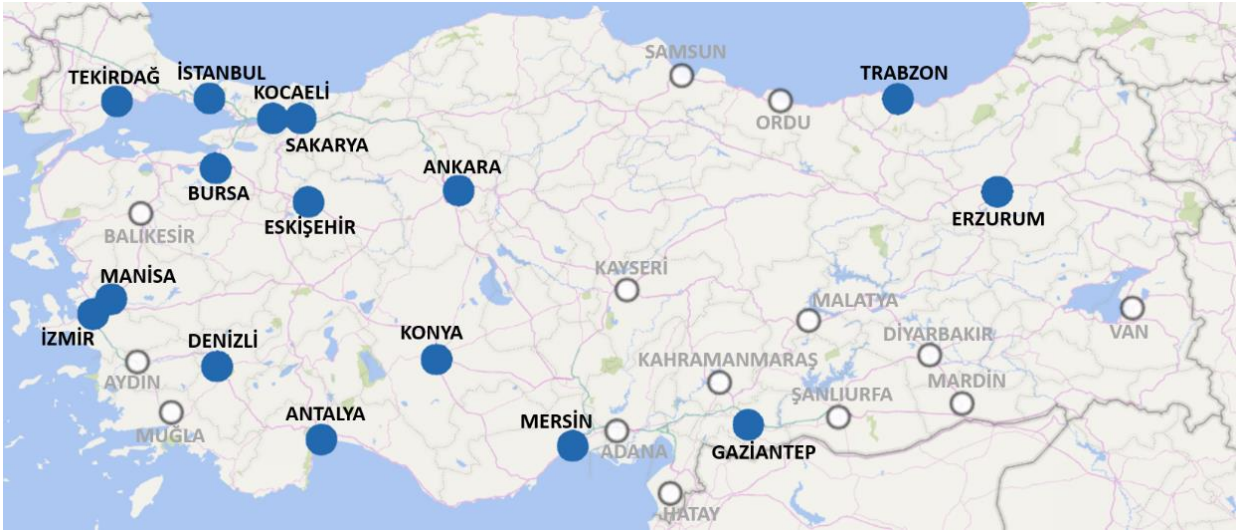 SAMSUN
TEKİRDAĞ
İSTANBUL
KOCAELİ
TRABZON
ORDU
SAKARYA
ANKARA
BURSA
ESKİŞEHİR
ERZURUM
BALIKESİR
KAYSERİ
MANİSA
MALATYA
VAN
İZMİR
DENİZLİ
KONYA
DİYARBAKIR
KAHRAMANMARAŞ
AYDIN
MARDİN
ŞANLIURFA
ANTALYA
MERSİN
MUĞLA
ADANA
GAZİANTEP
HATAY